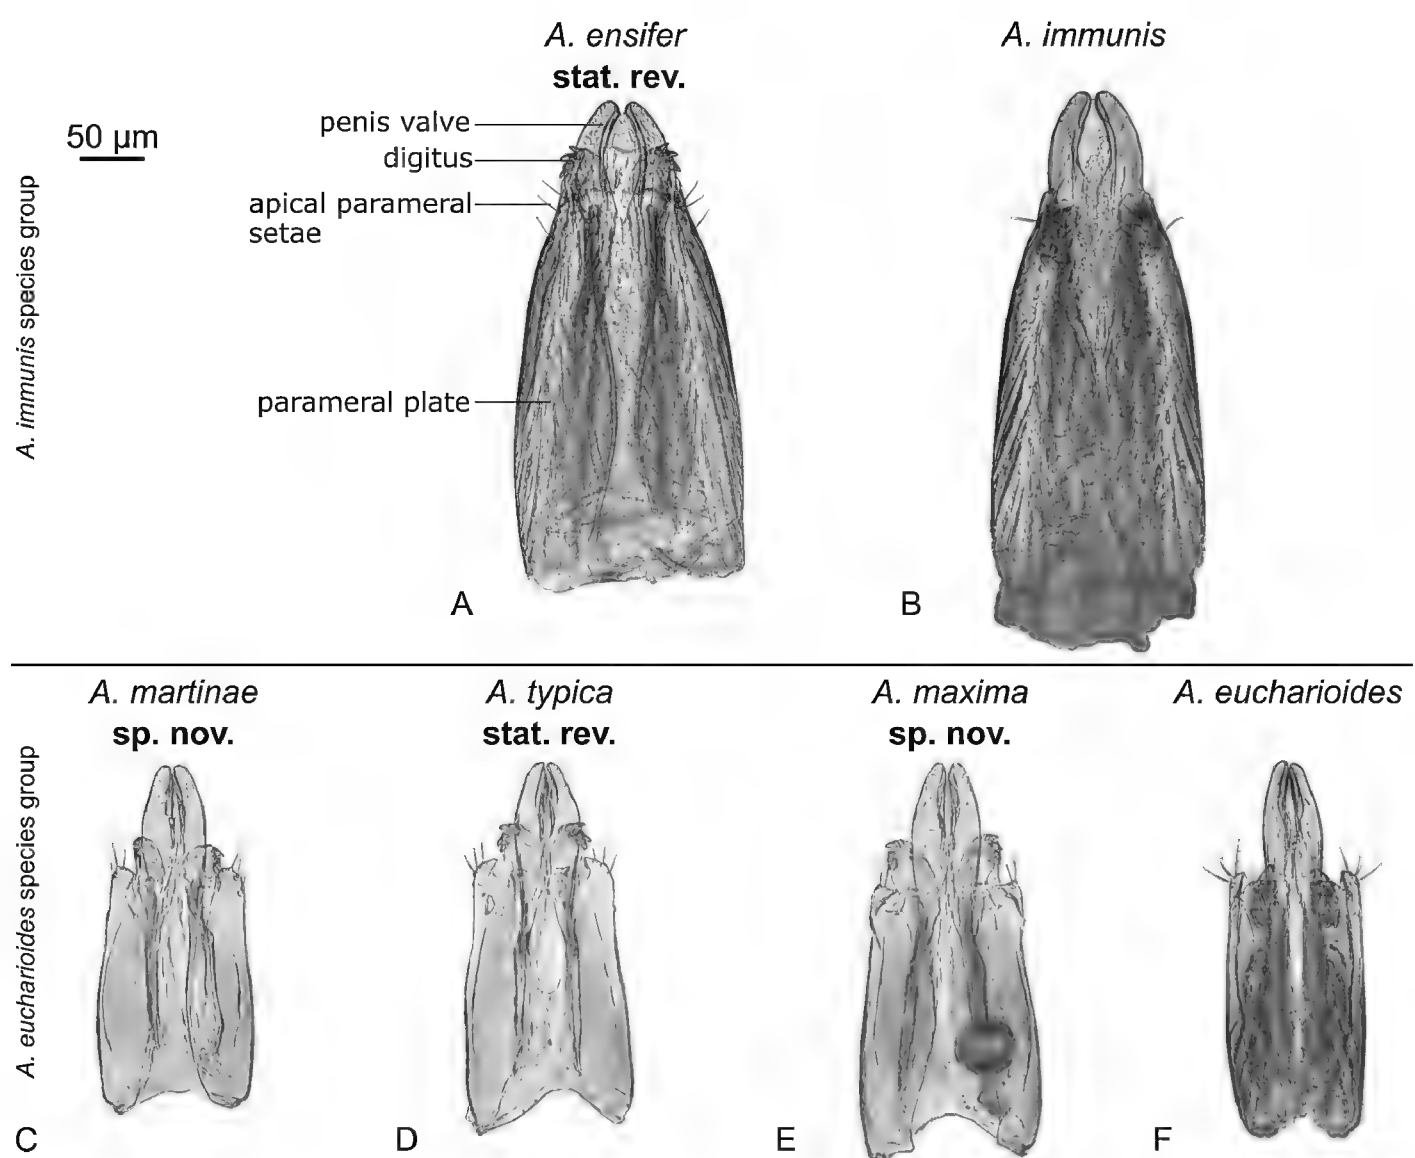 A. ensifer
stat. rev.
A. immunis
50 µm
penis valve
digitus
apical parameral
setae
parameral plate
A. immunis species group
A
B
A. martinae
sp. nov.
A. typica
stat. rev.
A. maxima
sp. nov.
A. eucharioides
A. eucharioides species group
C
D
E
F